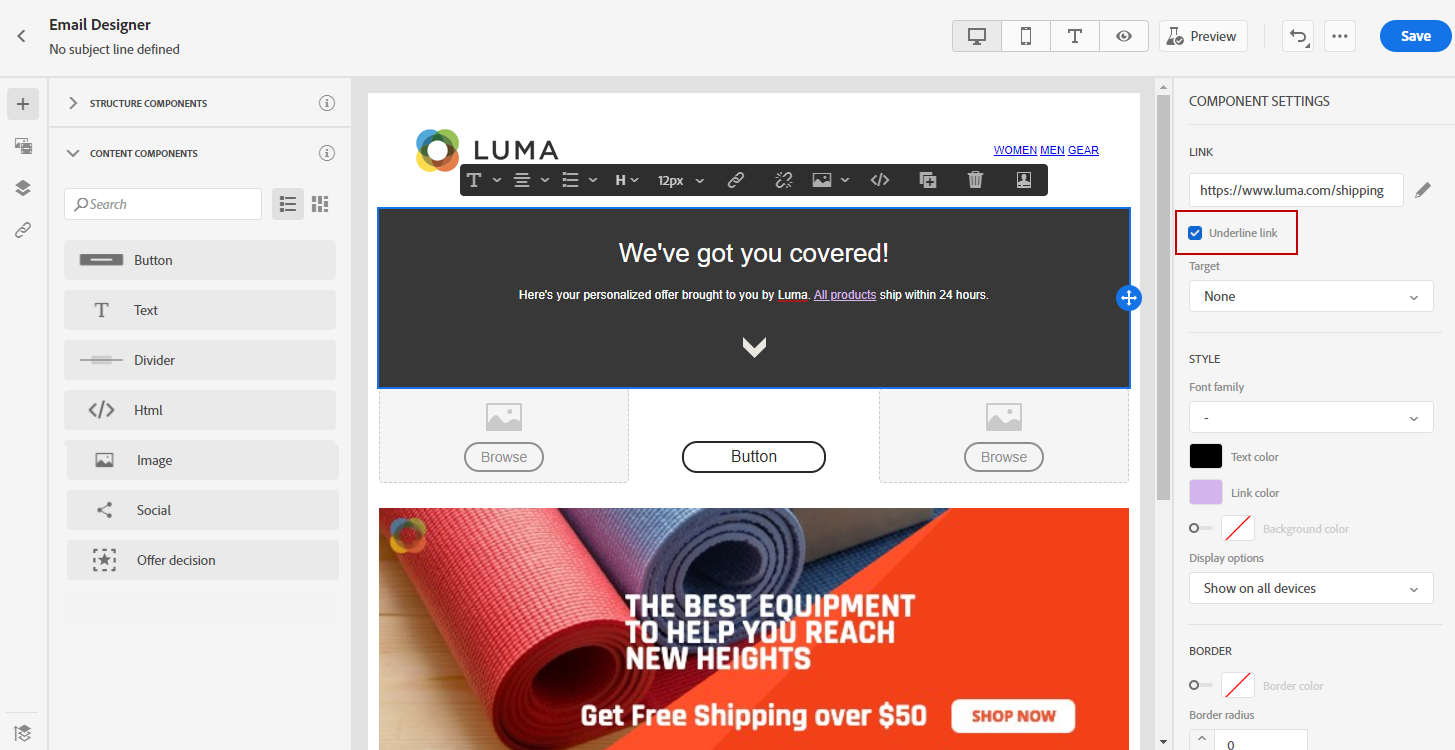 Email Designer
No subject line defined
Preview
Save
STRUCTURE COMPONENTS
CONTENT COMPONENTS
Search
Button
Text
Divider
Html
Image
Social
Offer decision
LUMA
WOMEN MEN GEAR
H
12px
We've got you covered!
Here's your personalized offer brought to you by Luma. All products ship within 24 hours.
Browse
Button
Browse
THE BEST EQUIPMENT
TO HELP YOU REACH
NEW HEIGHTS
Get Free Shipping over $50
SHOP NOW
COMPONENT SETTINGS
LINK
https://www.luma.com/shipping
Underline link
Target
None
STYLE
Font family
-
Text color
Link color
Background color
Display options
Show on all devices
BORDER
Border color
Border radius
0